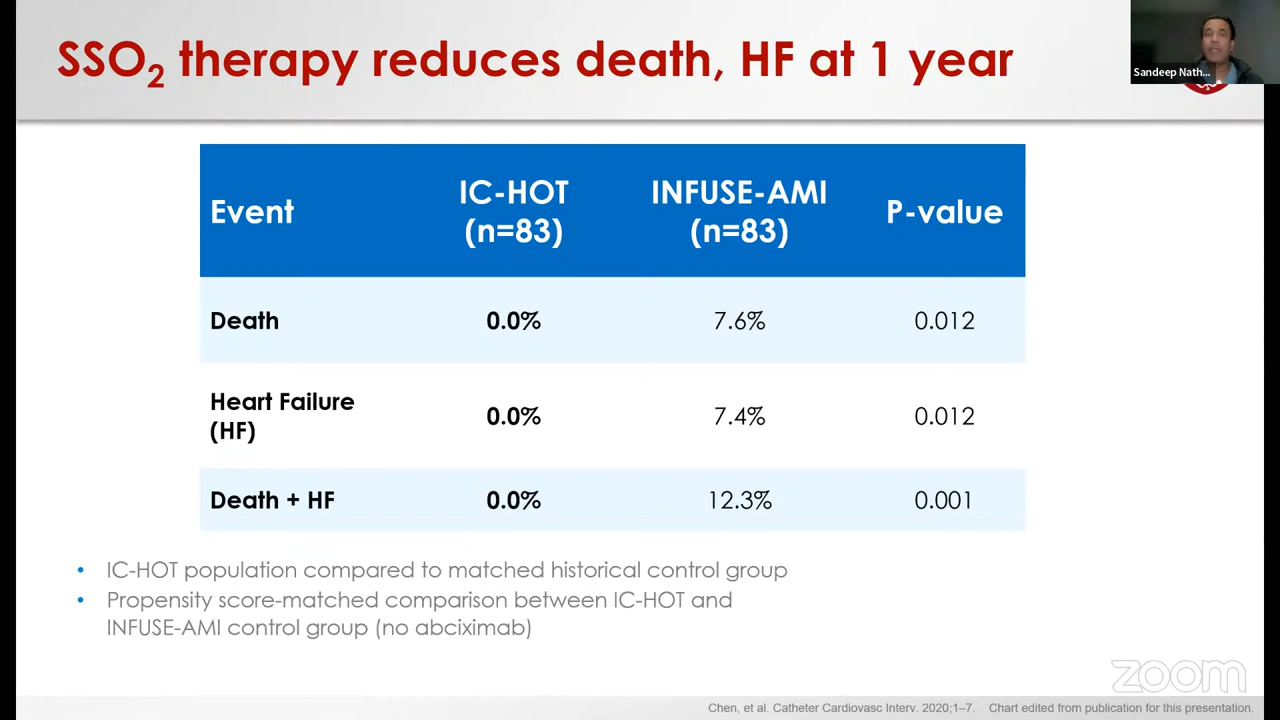 SSO2 therapy reduces death, HF at 1 year
Sandeep Nath...
Event
IC-HOT
(n=83)
INFUSE-AMI
(n=83)
P-value
Death
0.0%
7.6%
0.012
Heart Failure
(HF)
0.0%
7.4%
0.012
Death + HF
0.0%
12.3%
0.001
• IC-HOT population compared to matched historical control group
• Propensity score-matched comparison between IC-HOT and
INFUSE-AMI control group (no abciximab)
zoom
Chen, et al. Catheter Cardiovasc Interv. 2020;1–7. Chart edited from publication for this presentation.